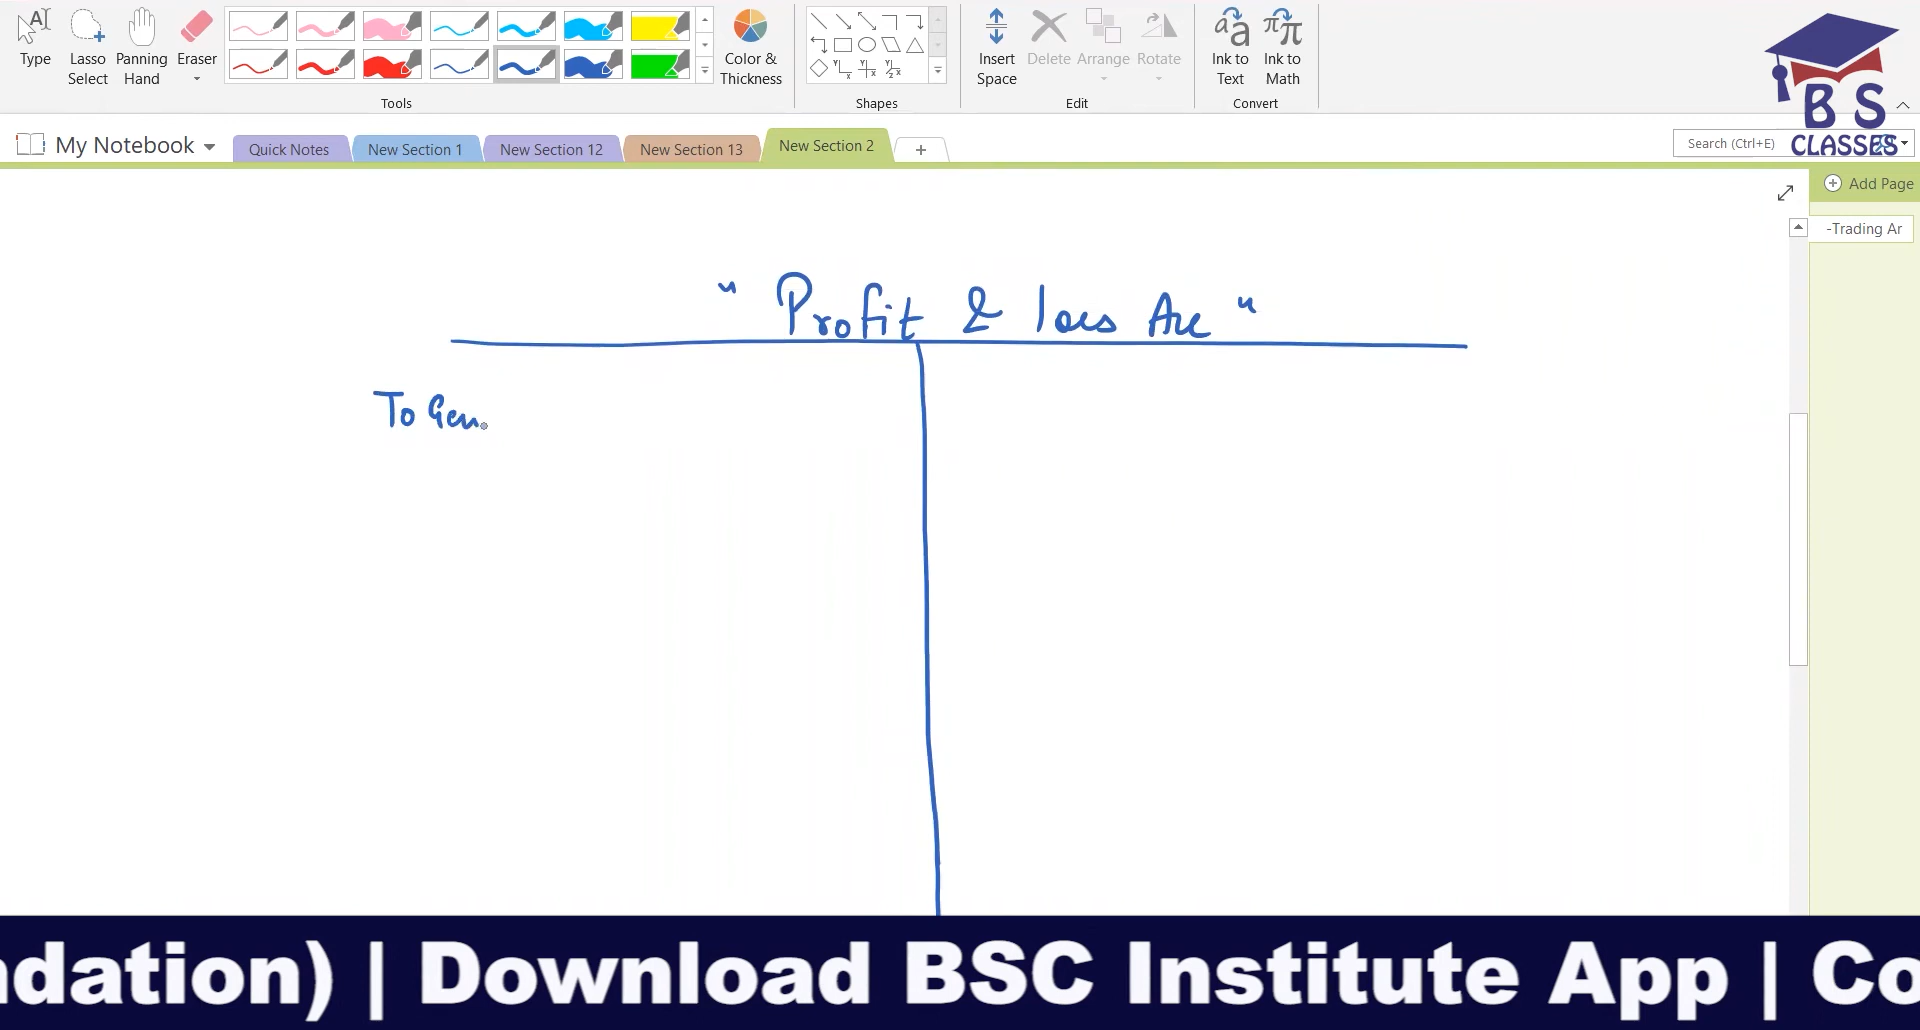 Type
Lasso Select
Panning Hand
Eraser
Color & Thickness
Insert Space
Delete
Arrange
Rotate
Ink to Text
Ink to Math
Tools
Shapes
Edit
Convert
B S
CLASSES
My Notebook
Quick Notes
New Section 1
New Section 12
New Section 13
New Section 2
Search (Ctrl+E)
Add Page
-Trading Ar
" Profit & loss Acc "
To Gen.
ndation) | Download BSC Institute App | Co